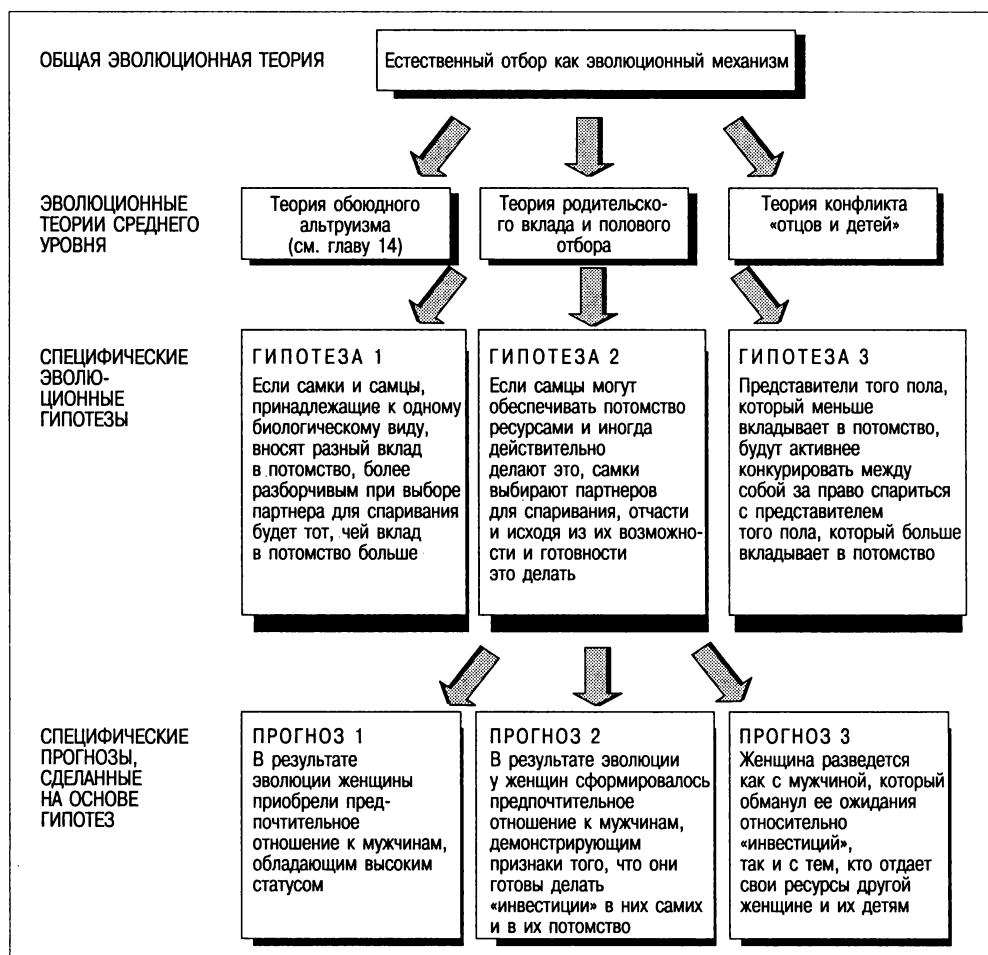 ОБЩАЯ ЭВОЛЮЦИОННАЯ ТЕОРИЯ
Естественный отбор как эволюционный механизм
ЭВОЛЮЦИОННЫЕ
ТЕОРИИ СРЕДНЕГО
УРОВНЯ
Теория обоюдного
альтруизма
(см. главу 14)
Теория родительско-
го вклада и полового
отбора
Теория конфликта
«отцов и детей»
СПЕЦИФИЧЕСКИЕ
ЭВОЛЮ-
ЦИОННЫЕ
ГИПОТЕЗЫ
ГИПОТЕЗА 1
Если самки и самцы,
принадлежащие к одному
биологическому виду,
вносят разный вклад
в потомство, более
разборчивым при выборе
партнера для спаривания
будет тот, чей вклад
в потомство больше
ГИПОТЕЗА 2
Если самцы могут
обеспечивать потомство
ресурсами и иногда
действительно
делают это, самки
выбирают партнеров
для спаривания, отчасти
и исходя из их возможно-
сти и готовности
это делать
ГИПОТЕЗА 3
Представители того пола,
который меньше
вкладывает в потомство,
будут активнее
конкурировать между
собой за право спариться
с представителем
того пола, который больше
вкладывает в потомство
СПЕЦИФИЧЕСКИЕ
ПРОГНОЗЫ,
СДЕЛАННЫЕ
НА ОСНОВЕ
ГИПОТЕЗ
ПРОГНОЗ 1
В результате
эволюции женщины
приобрели пред-
почтительное
отношение к мужчинам,
обладающим высоким
статусом
ПРОГНОЗ 2
В результате эволюции
у женщин сформировалось
предпочтительное
отношение к мужчинам,
демонстрирующим
признаки того, что они
готовы делать
«инвестиции» в них самих
и в их потомство
ПРОГНОЗ 3
Женщина разведется
как с мужчиной, который
обманул ее ожидания
относительно
«инвестиций»,
так и с тем, кто отдает
свои ресурсы другой
женщине и их детям